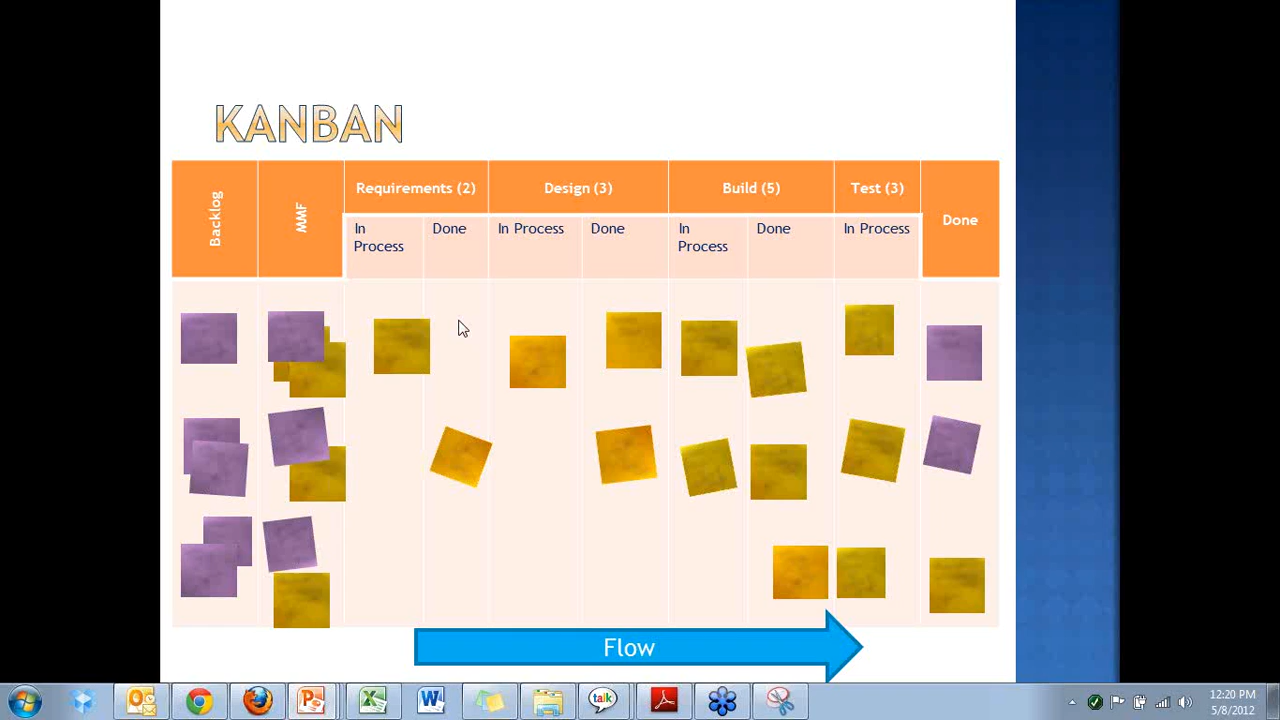 KANBAN
Backlog
MMF
Requirements (2)
Design (3)
Build (5)
Test (3)
Done
In
Process
Done
In Process
Done
In
Process
Done
In Process
Flow
talk
12:20 PM
5/8/2012